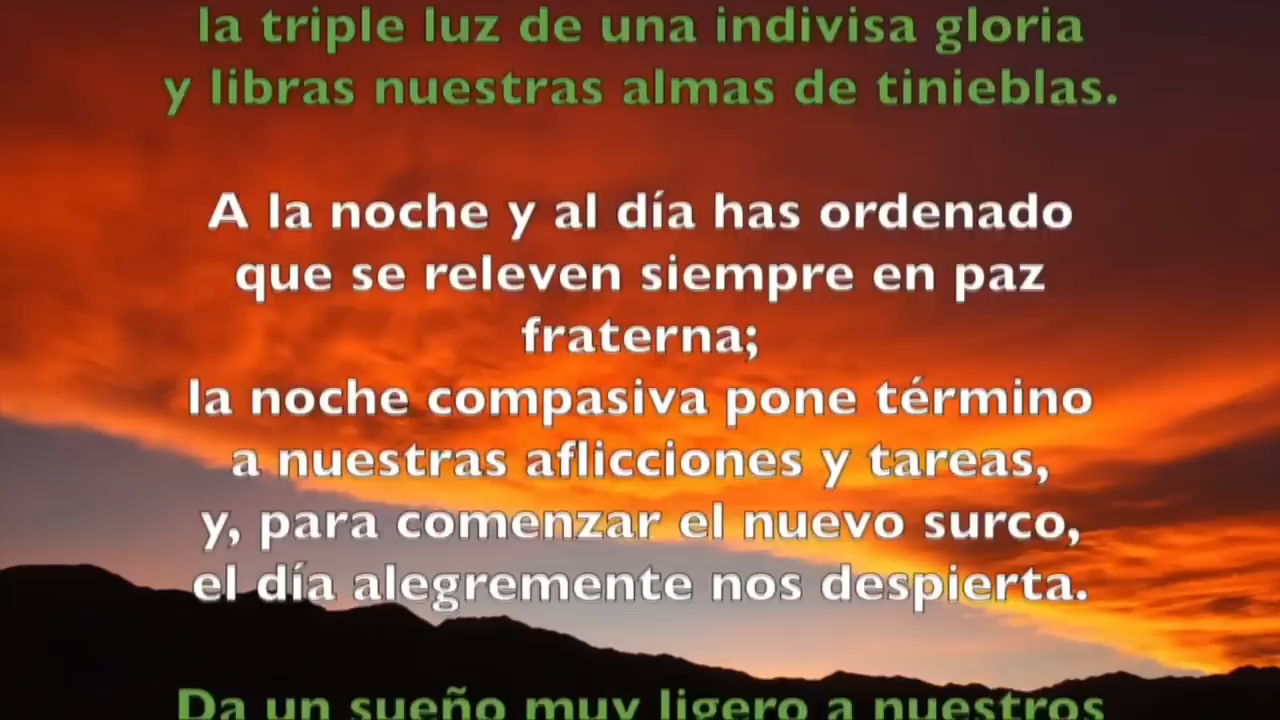 la triple luz de una indivisa gloria
y libras nuestras almas de tinieblas.
A la noche y al día has ordenado
que se releven siempre en paz
fraterna;
la noche compasiva pone término
a nuestras aflicciones y tareas,
y, para comenzar el nuevo surco,
el día alegremente nos despierta.
Da un sueño muy ligero a nuestros